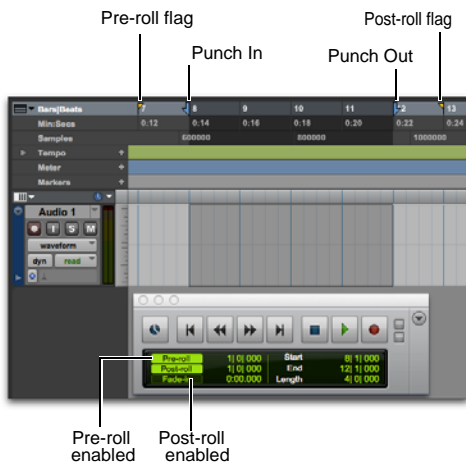 Pre-roll flag
Post-roll flag
Punch In
Punch Out
Bars|Beats 7 8 9 10 11 12 13
Min:Secs 0:12 0:14 0:16 0:18 0:20 0:22 0:24
Samples 600000 800000 1000000
Tempo +
Meter +
Markers +
Audio 1
I S M
waveform
dyn read
Pre-roll 1| 0| 000 Start 8| 1| 000
Post-roll 1| 0| 000 End 12| 1| 000
Fade-in 0:00.000 Length 4| 0| 000
Pre-roll enabled
Post-roll enabled